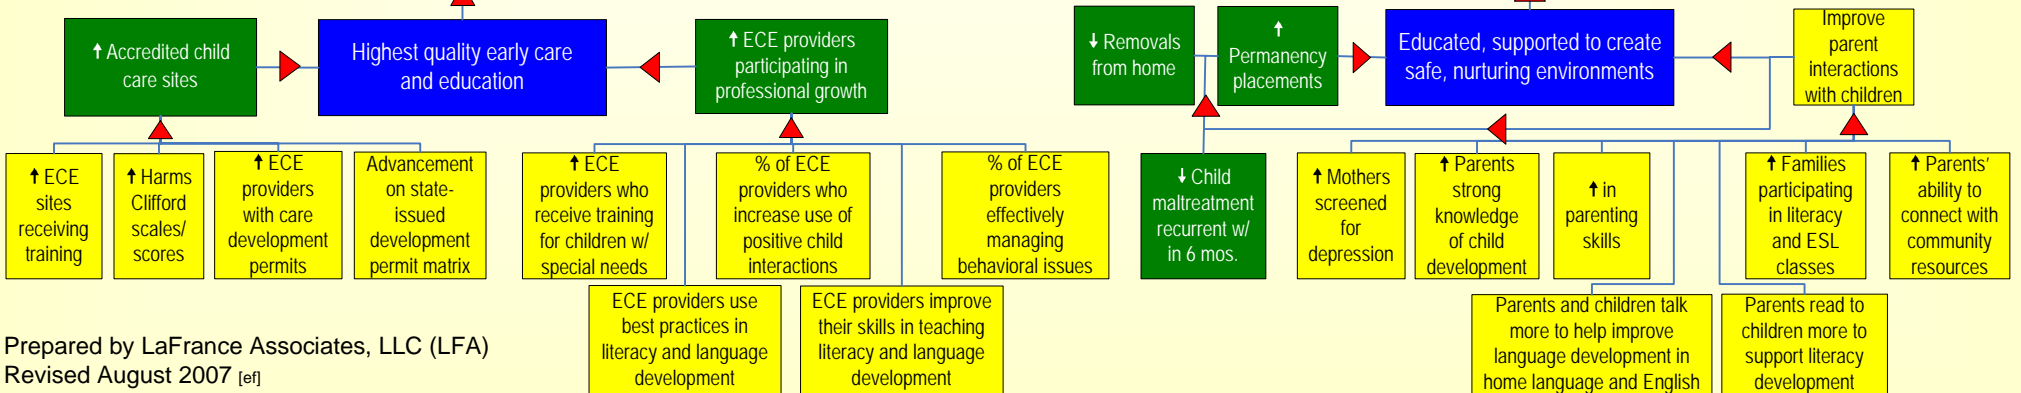 ↑ Accredited child
care sites
Highest quality early care
and education
↑ ECE providers
participating in
professional growth
↓ Removals
from home
↑
Permanency
placements
Educated, supported to create
safe, nurturing environments
Improve
parent
interactions
with children
↑ ECE
sites
receiving
training
↑ Harms
Clifford
scales/
scores
↑ ECE
providers
with care
development
permits
Advancement
on state-
issued
development
permit matrix
↑ ECE
providers who
receive training
for children w/
special needs
% of ECE
providers who
increase use of
positive child
interactions
% of ECE
providers
effectively
managing
behavioral issues
↓ Child
maltreatment
recurrent w/
in 6 mos.
↑ Mothers
screened
for
depression
↑ Parents
strong
knowledge
of child
development
↑ in
parenting
skills
↑ Families
participating
in literacy
and ESL
classes
↑ Parents’
ability to
connect with
community
resources
ECE providers use
best practices in
literacy and language
development
ECE providers improve
their skills in teaching
literacy and language
development
Parents and children talk
more to help improve
language development in
home language and English
Parents read to
children more to
support literacy
development
Prepared by LaFrance Associates, LLC (LFA)
Revised August 2007 [ef]